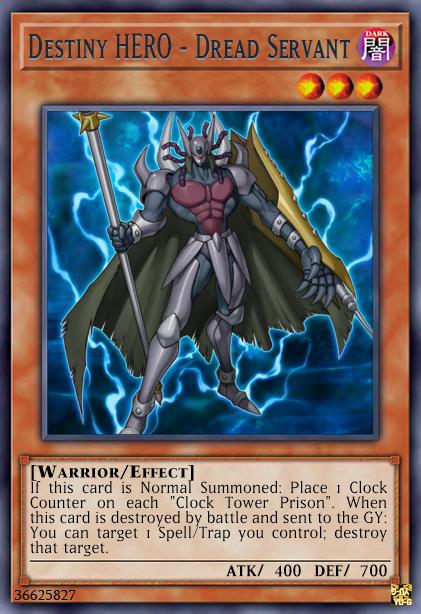 DESTINY HERO - DREAD SERVANT
DARK
闇
[WARRIOR/EFFECT]
If this card is Normal Summoned: Place 1 Clock
Counter on each "Clock Tower Prison". When
this card is destroyed by battle and sent to the GY:
You can target 1 Spell/Trap you control; destroy
that target.
ATK/ 400 DEF/ 700
36625827